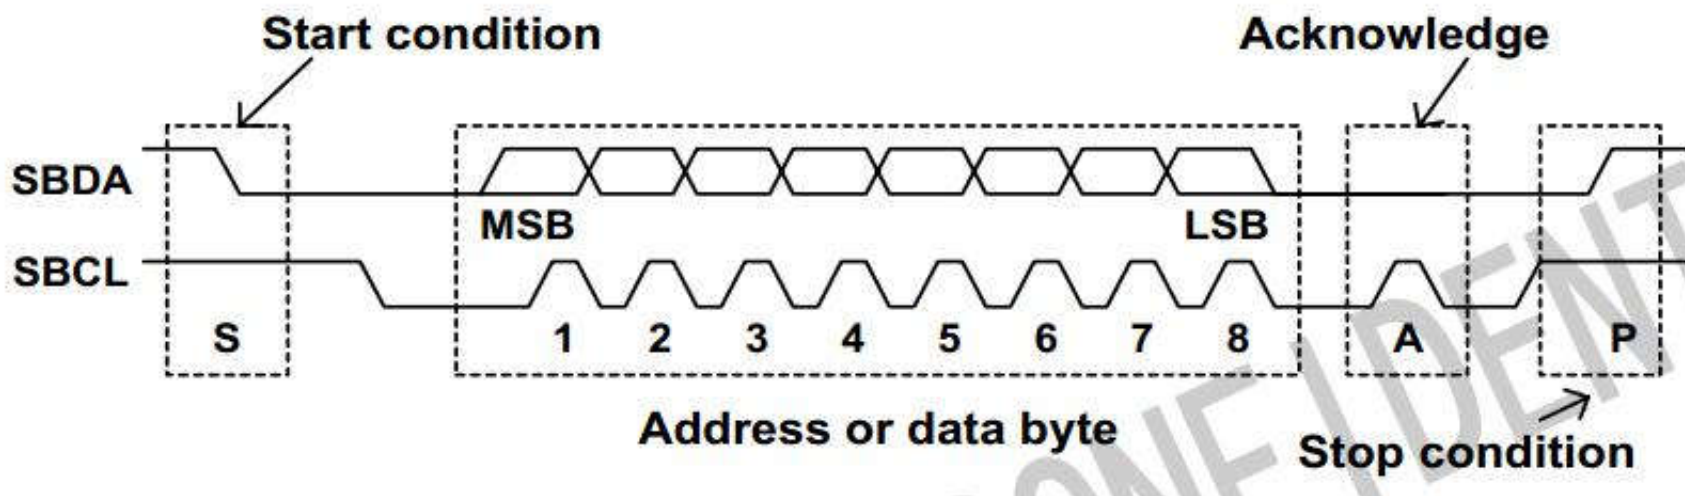 Start condition
Acknowledge
SBDA
MSB
LSB
SBCL
S
1 2 3 4 5 6 7 8
A
P
Address or data byte
Stop condition